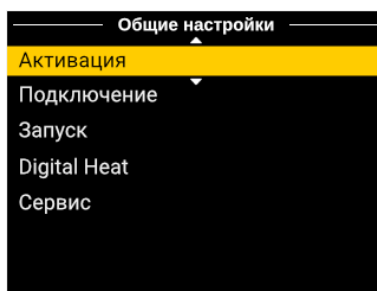 Общие настройки
Активация
Подключение
Запуск
Digital Heat
Сервис